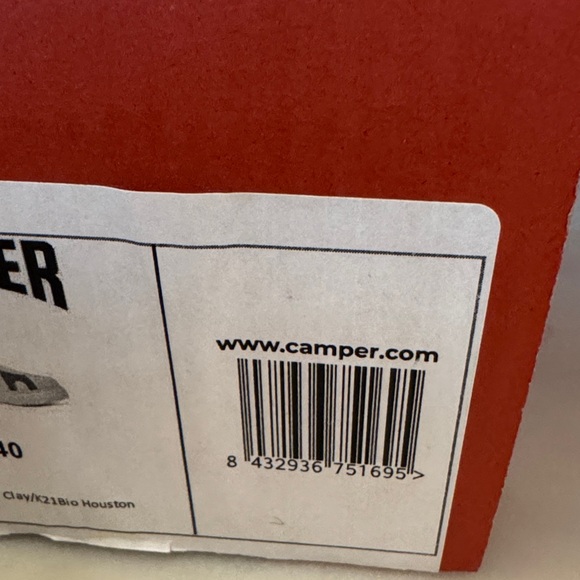 ER
www.camper.com
8 432936 751695 >
40
Clay/K21Bio Houston